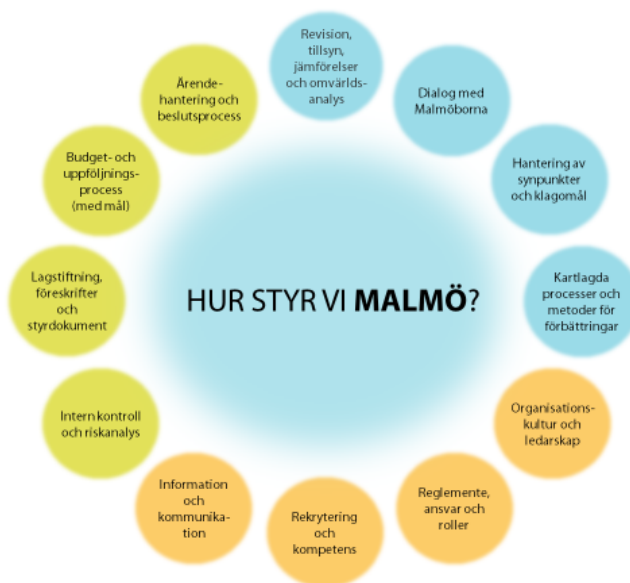 Revision,
tillsyn,
jämförelser
och omvärlds-
analys
Dialog med
Malmöborna
Hantering av
synpunkter
och klagomål
Kartlagda
processer och
metoder för
förbättringar
Organisations-
kultur och
ledarskap
Reglemente,
ansvar och
roller
Rekrytering
och
kompetens
Information
och
kommunika-
tion
Intern kontroll
och riskanalys
Lagstiftning,
föreskrifter
och
styrdokument
Budget- och
uppföljnings-
process
(med mål)
Ärende-
hantering och
beslutsprocess
HUR STYR VI MALMÖ?